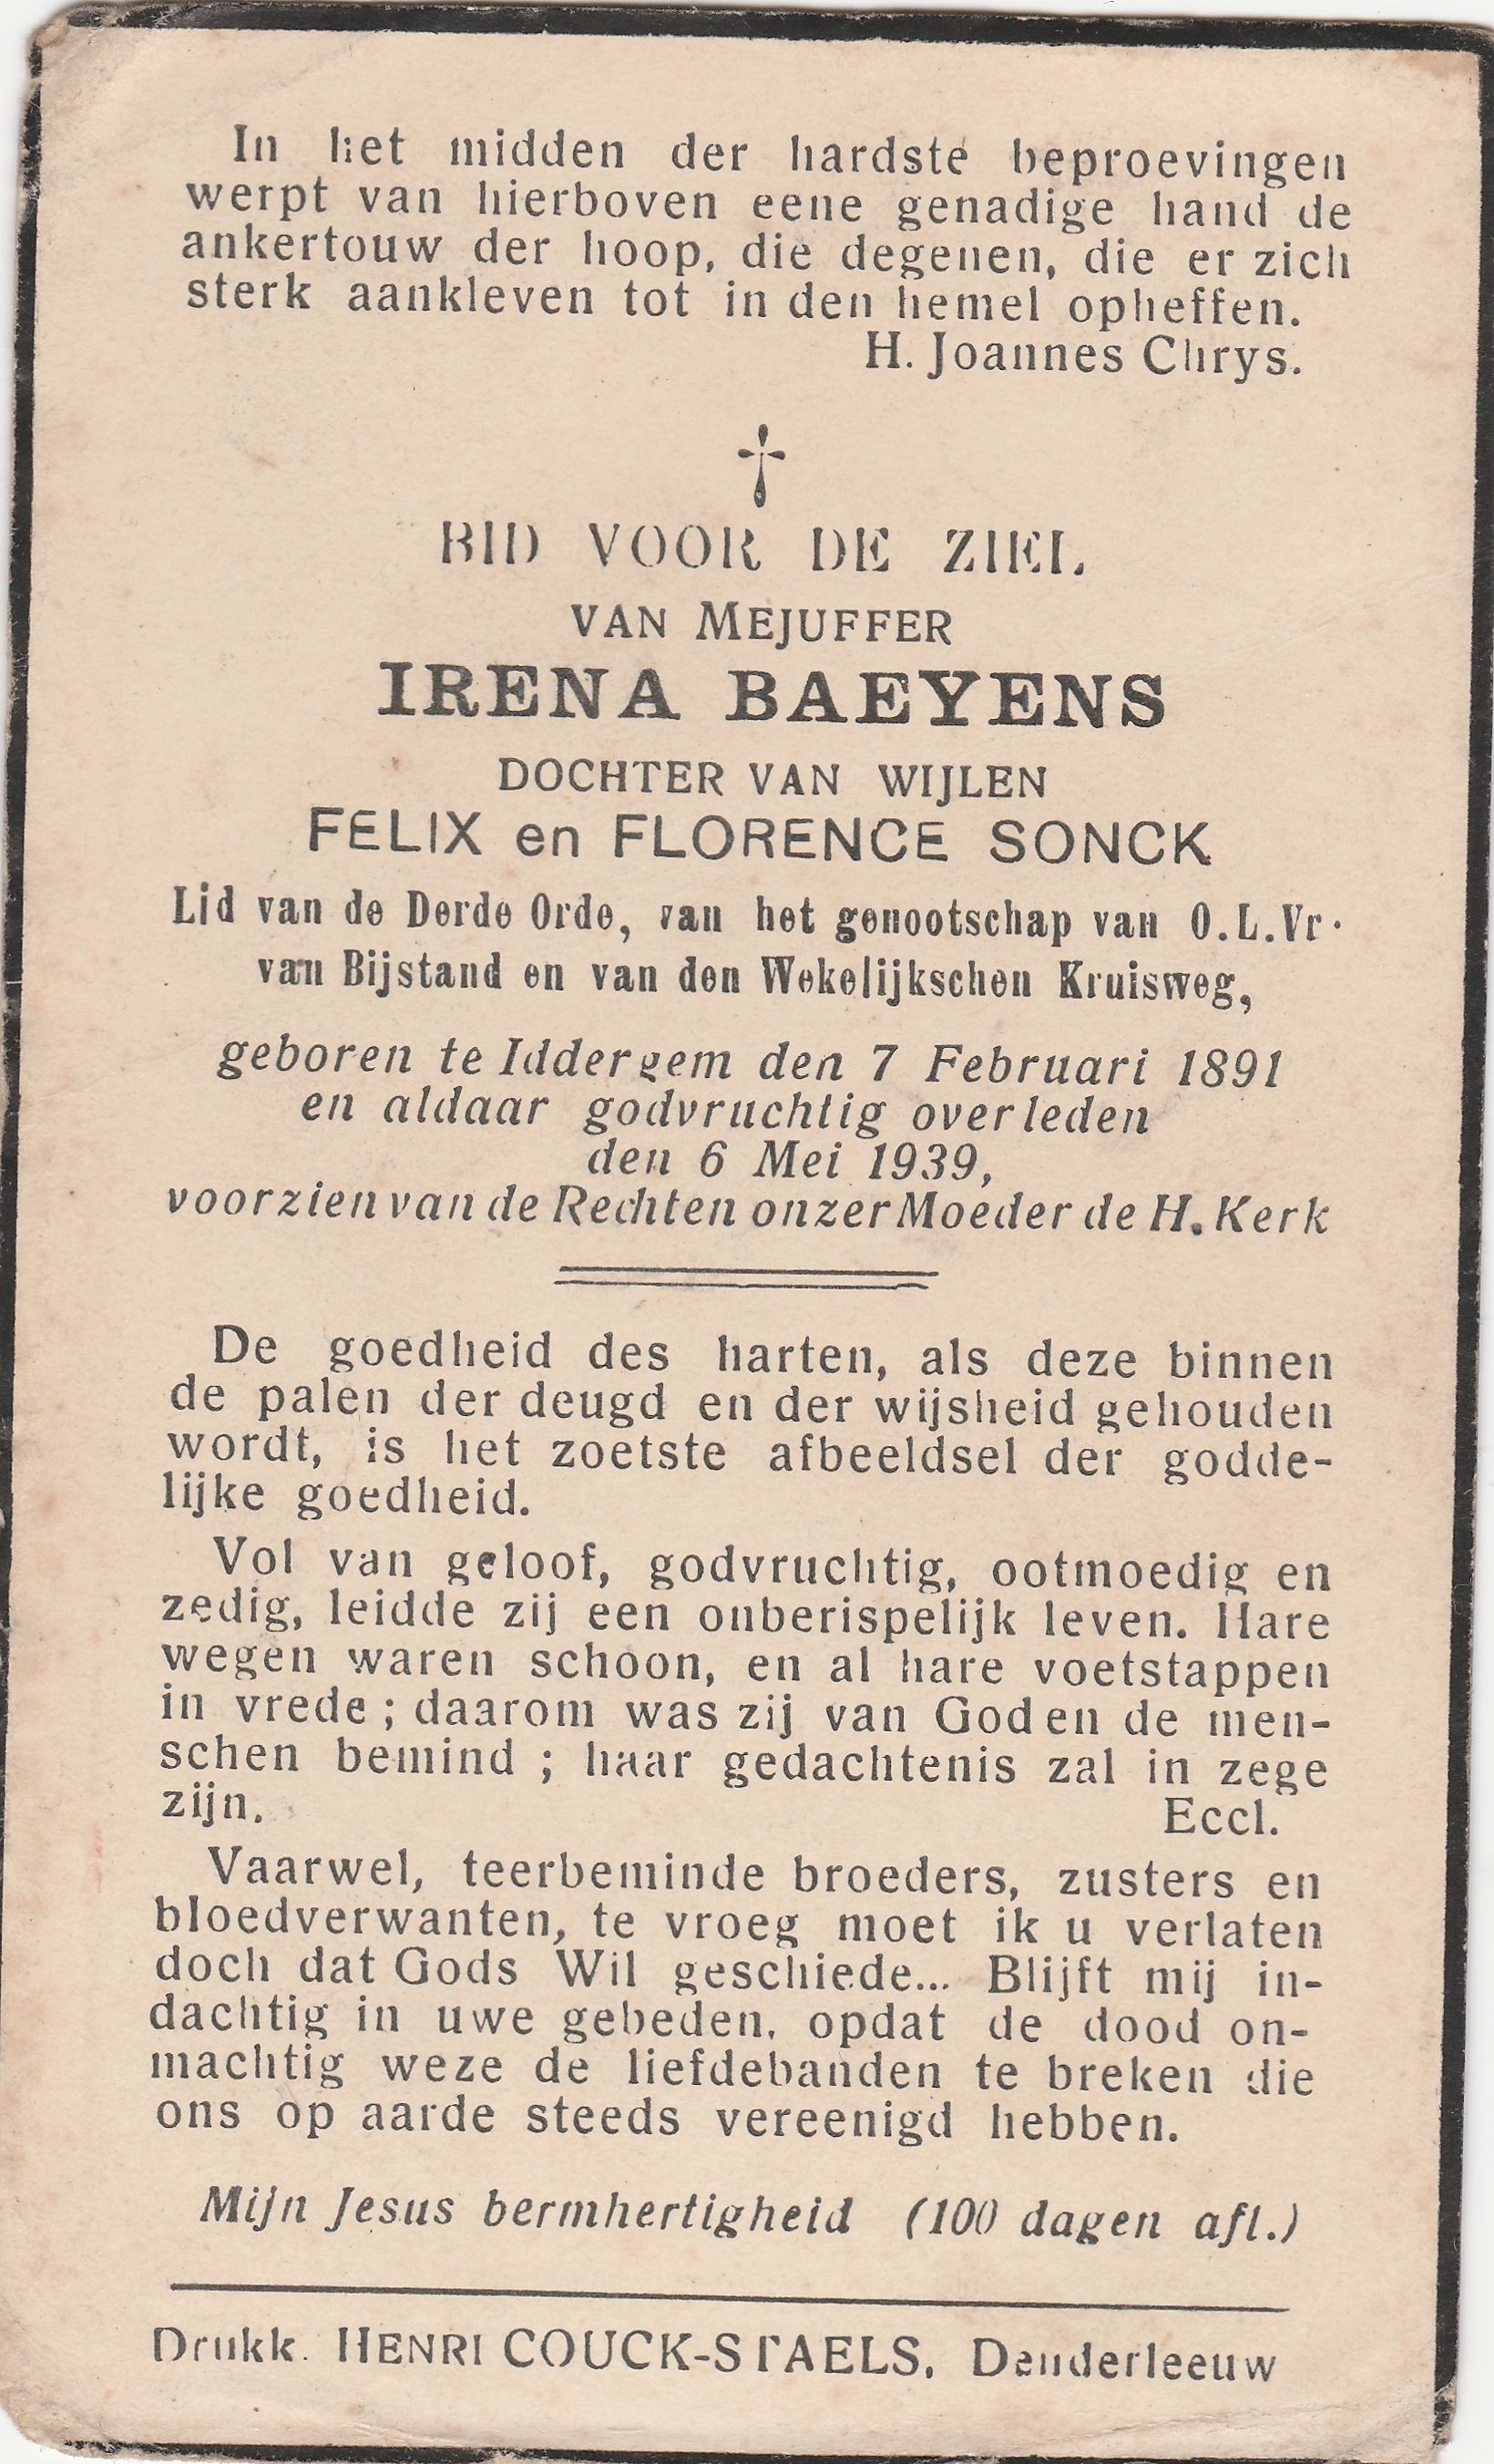 In het midden der hardste beproevingen
werpt van hierboven eene genadige hand de
ankertouw der hoop, die degenen, die er zich
sterk aankleven tot in den hemel opheffen.
H. Joannes Chrys.
BID VOOR DE ZIEL
VAN MEJUFFER
IRENA BAEYENS
DOCHTER VAN WIJLEN
FELIX en FLORENCE SONCK
Lid van de Derde Orde, van het genootschap van O.L.Vr.
van Bijstand en van den Wekelijkschen Kruisweg,
geboren te Iddergem den 7 Februari 1891
en aldaar godvruchtig overleden
den 6 Mei 1939,
voorzien van de Rechten onzer Moeder de H. Kerk
De goedheid des harten, als deze binnen
de palen der deugd en der wijsheid gehouden
wordt, is het zoetste afbeeldsel der godde-
lijke goedheid.
Vol van geloof, godvruchtig, ootmoedig en
zedig, leidde zij een onberispelijk leven. Hare
wegen waren schoon, en al hare voetstappen
in vrede ; daarom was zij van God en de men-
schen bemind ; haar gedachtenis zal in zege
zijn. Eccl.
Vaarwel, teerbeminde broeders, zusters en
bloedverwanten, te vroeg moet ik u verlaten
doch dat Gods Wil geschiede... Blijft mij in-
dachtig in uwe gebeden, opdat de dood on-
machtig weze de liefdebanden te breken die
ons op aarde steeds vereenigd hebben.
Mijn Jesus bermhertigheid (100 dagen afl.)
Drukk. HENRI COUCK-STAELS, Denderleeuw